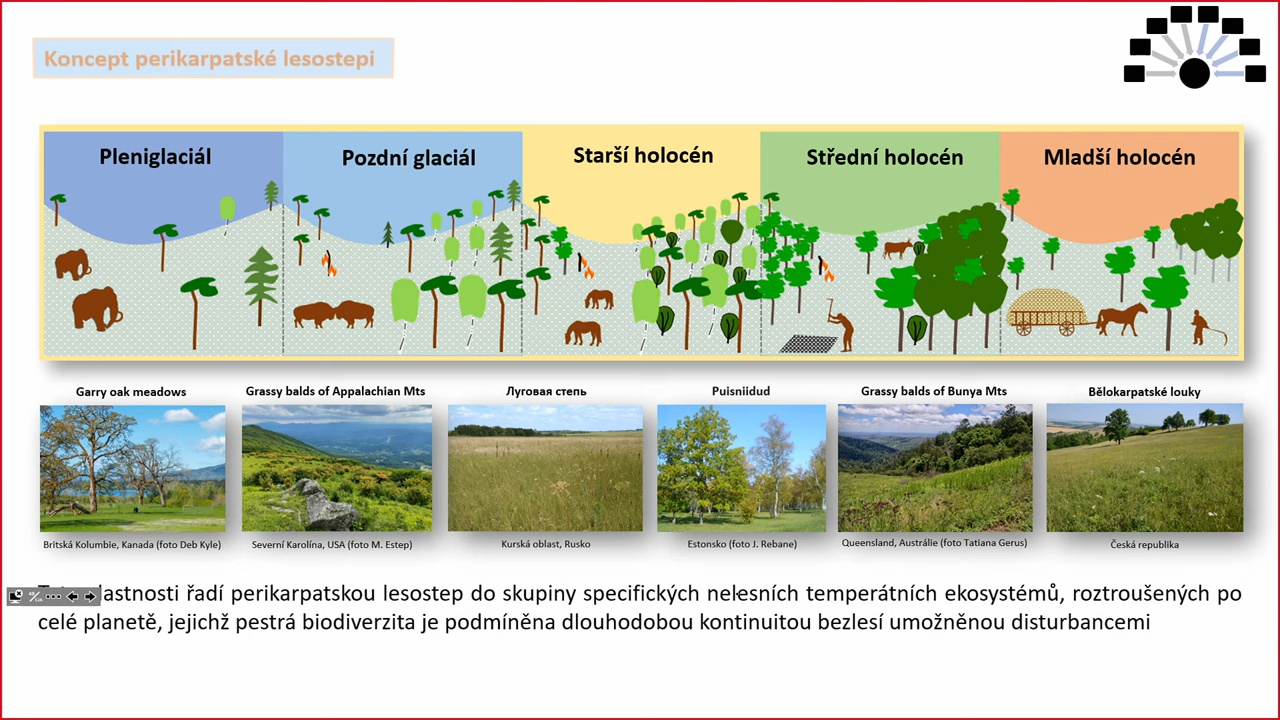 Koncept perikarpatské lesostepi
Pleniglaciál
Pozdní glaciál
Starší holocén
Střední holocén
Mladší holocén
Garry oak meadows
Grassy balds of Appalachian Mts
Луговая степь
Puisniidud
Grassy balds of Bunya Mts
Bělokarpatské louky
Britská Kolumbie, Kanada (foto Deb Kyle)
Severní Karolína, USA (foto M. Estep)
Kurská oblast, Rusko
Estonsko (foto J. Rebane)
Queensland, Austrálie (foto Tatiana Gerus)
Česká republika
lastnosti řadí perikarpatskou lesostep do skupiny specifických nelesních temperátních ekosystémů, roztroušených po
celé planetě, jejichž pestrá biodiverzita je podmíněna dlouhodobou kontinuitou bezlesí umožněnou disturbancemi